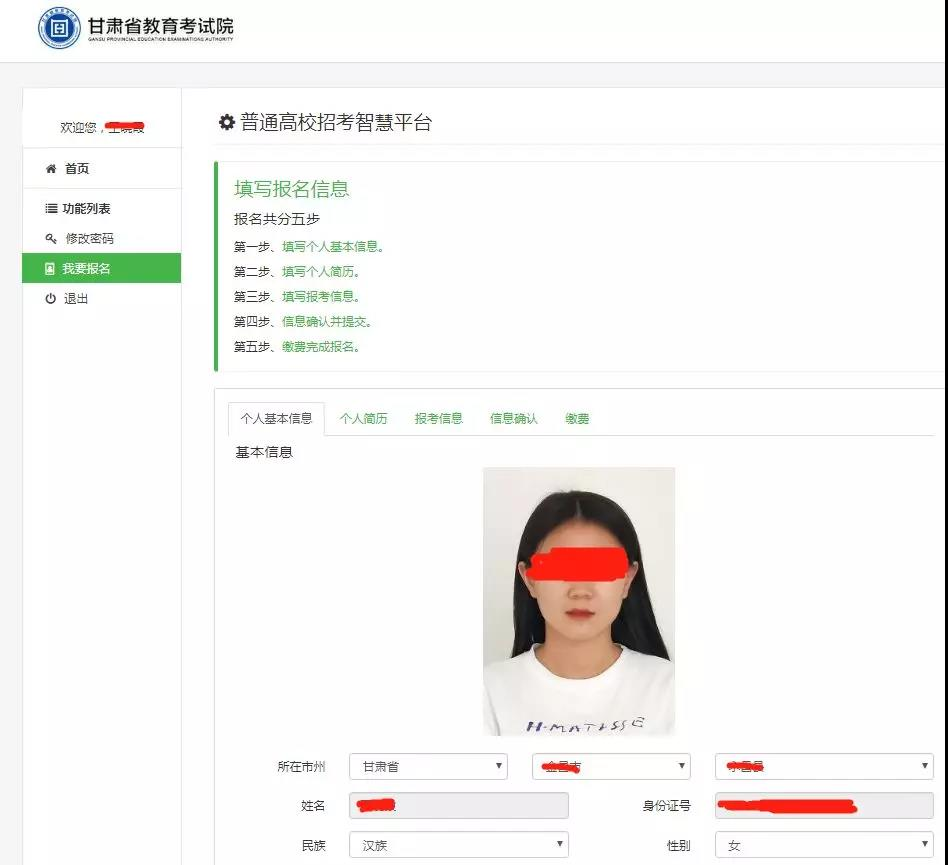 甘肃省教育考试院
GANSU PROVINCIAL EDUCATION EXAMINATIONS AUTHORITY
欢迎您，
首页
功能列表
修改密码
我要报名
退出
普通高校招考智慧平台
填写报名信息
报名共分五步
第一步、填写个人基本信息。
第二步、填写个人简历。
第三步、填写报考信息。
第四步、信息确认并提交。
第五步、缴费完成报名。
个人基本信息 个人简历 报考信息 信息确认 缴费
基本信息
H·MATISSE
所在市州 甘肃省
姓名 身份证号
民族 汉族 性别 女